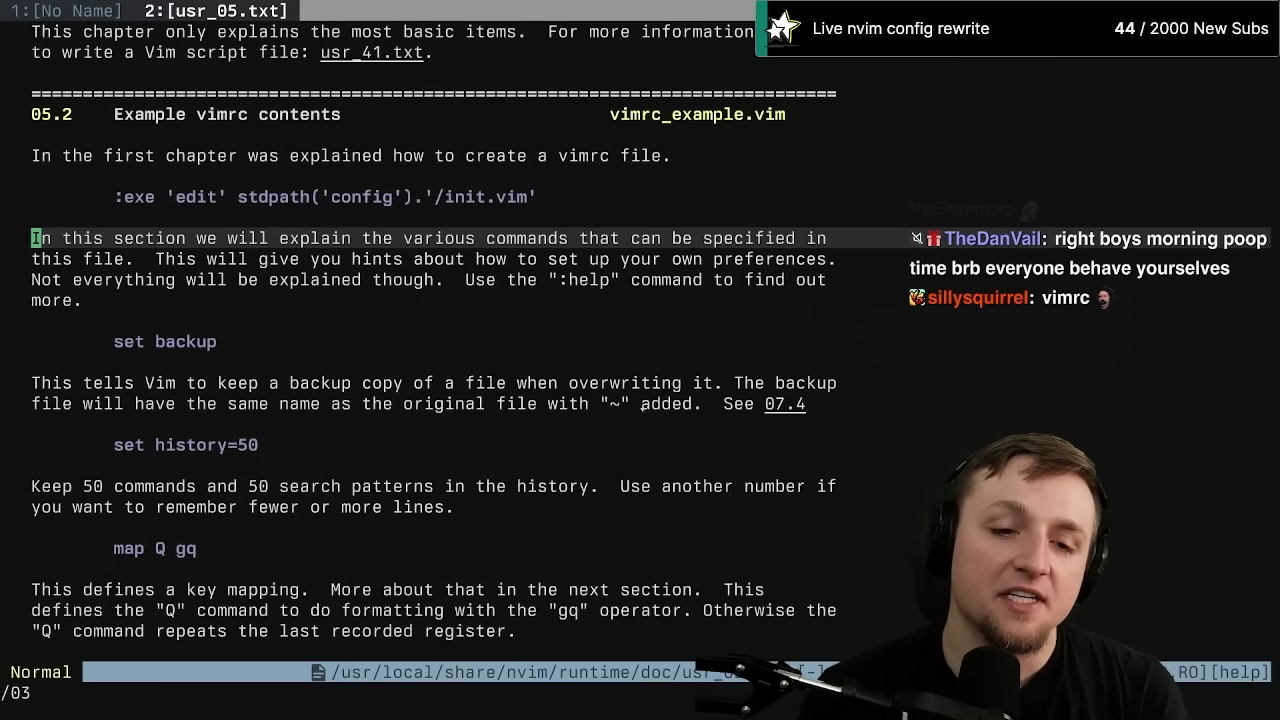 1:[No Name]  2:[usr_05.txt]
Live nvim config rewrite
44 / 2000 New Subs
This chapter only explains the most basic items.  For more information
to write a Vim script file: usr_41.txt.
==============================================================================
05.2    Example vimrc contents    vimrc_example.vim
In the first chapter was explained how to create a vimrc file.
:exe 'edit' stdpath('config').'/init.vim'
In this section we will explain the various commands that can be specified in
this file.  This will give you hints about how to set up your own preferences.
Not everything will be explained though.  Use the ":help" command to find out
more.
set backup
This tells Vim to keep a backup copy of a file when overwriting it. The backup
file will have the same name as the original file with "~" added.  See 07.4
set history=50
Keep 50 commands and 50 search patterns in the history.  Use another number if
you want to remember fewer or more lines.
map Q gq
This defines a key mapping.  More about that in the next section.  This
defines the "Q" command to do formatting with the "gq" operator. Otherwise the
"Q" command repeats the last recorded register.
TheDanVail: right boys morning poop
time brb everyone behave yourselves
sillysquirrel: vimrc
Normal
/usr/local/share/nvim/runtime/doc/usr_0
[-]
RO][help]
/03